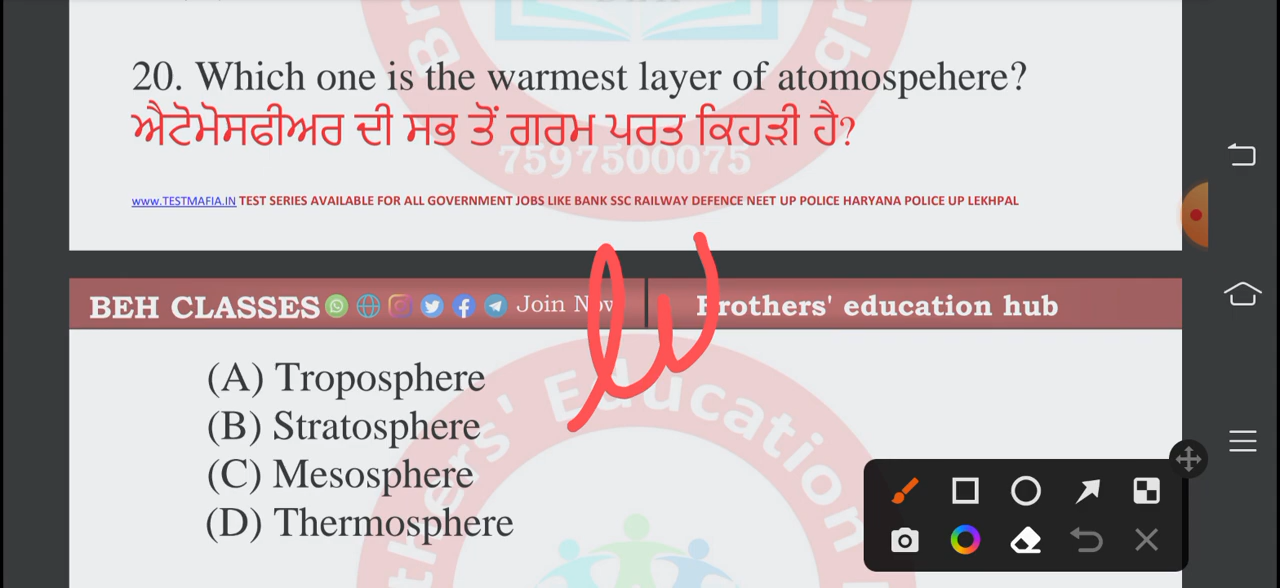 20. Which one is the warmest layer of atomospehere?
ਐਟੋਮੋਸਫੀਅਰ ਦੀ ਸਭ ਤੋਂ ਗਰਮ ਪਰਤ ਕਿਹੜੀ ਹੈ?
7597500075
www.TESTMAFIA.IN TEST SERIES AVAILABLE FOR ALL GOVERNMENT JOBS LIKE BANK SSC RAILWAY DEFENCE NEET UP POLICE HARYANA POLICE UP LEKHPAL
BEH CLASSES Join Now Brothers' education hub
(A) Troposphere
(B) Stratosphere
(C) Mesosphere
(D) Thermosphere